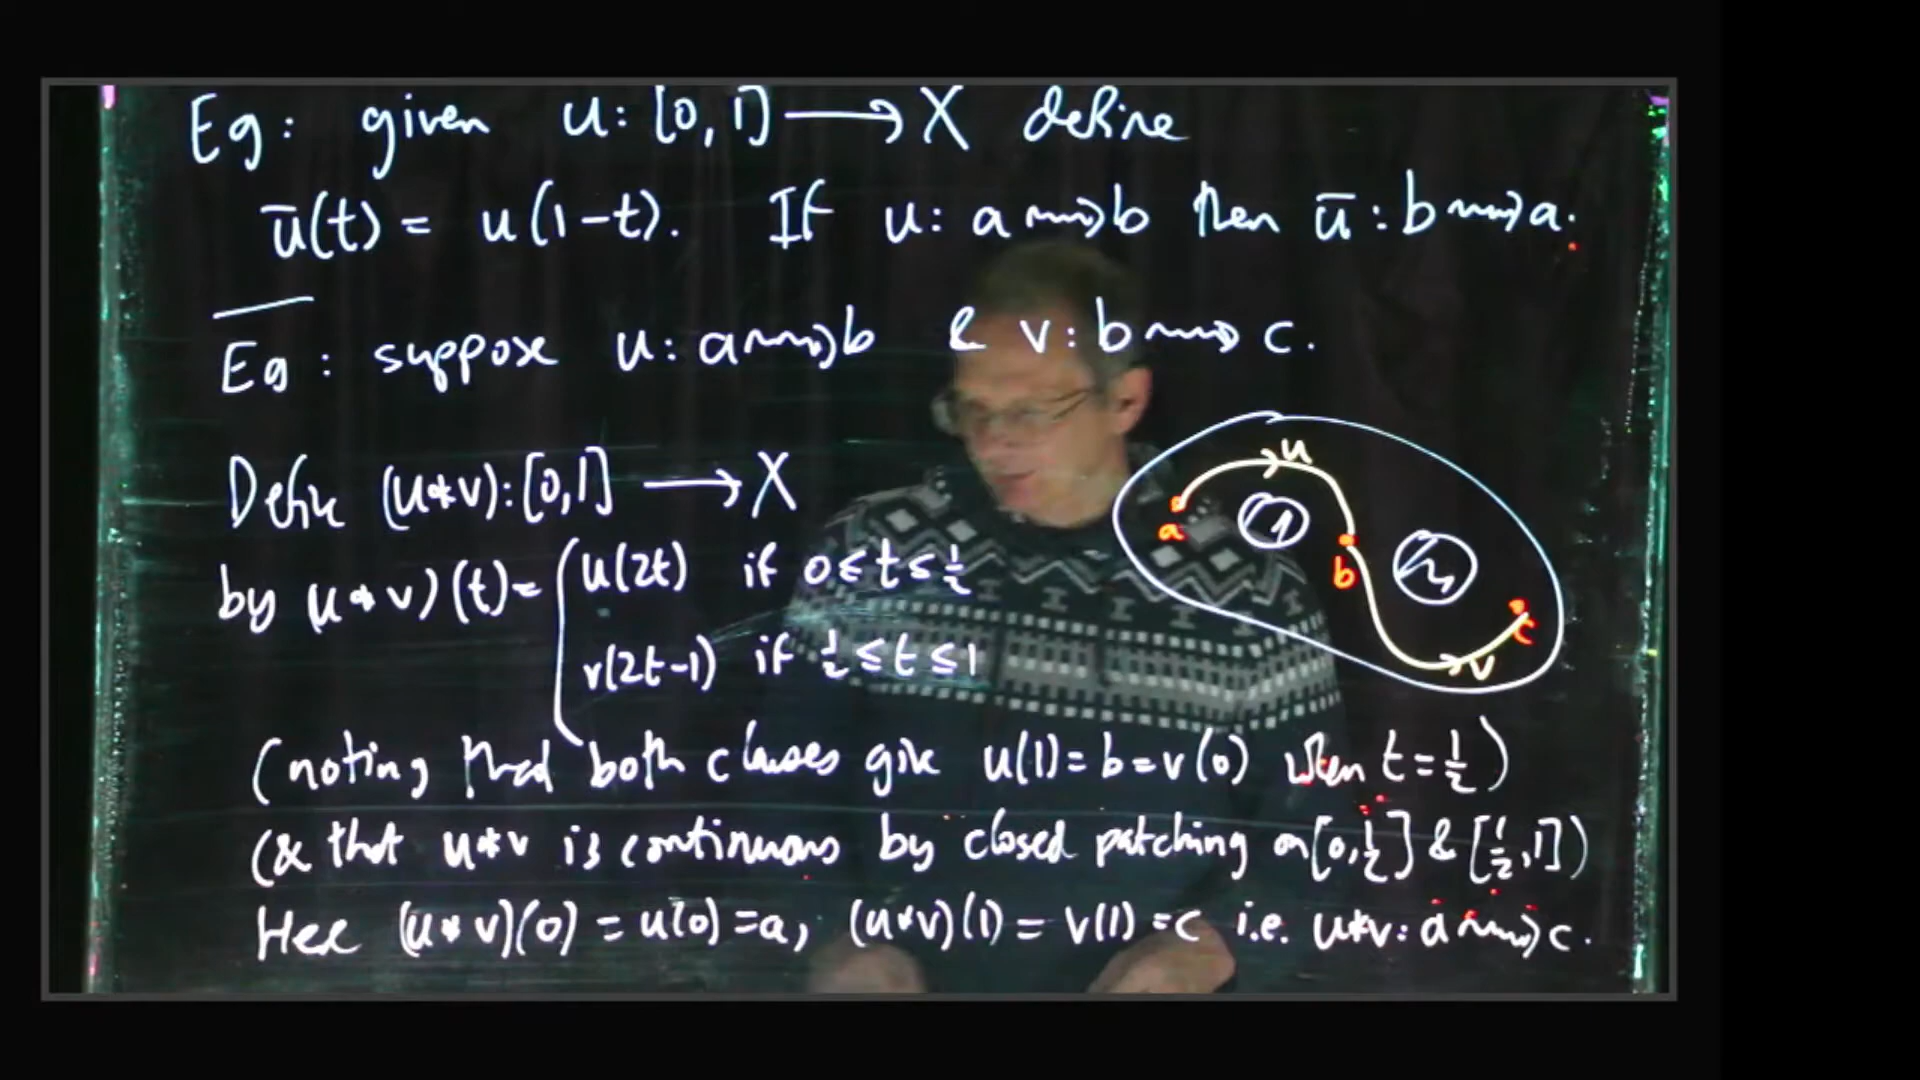 Eg: given u: [0,1] ⟶ X define
ū(t) = u(1-t). If u: a ⇝ b then ū: b ⇝ a.
Eg: suppose u: a ⇝ b & v: b ⇝ c.
Define (u*v): [0,1] ⟶ X
by u*v)(t) = { u(2t) if 0 ≤ t ≤ ½
v(2t-1) if ½ ≤ t ≤ 1
u
a
b
c
v
(noting that both clauses give u(1) = b = v(0) when t = ½)
(& that u*v is continuous by closed patching on [0,½] & [½,1])
Here (u*v)(0) = u(0) = a, (u*v)(1) = v(1) = c i.e. u*v: a ⇝ c.